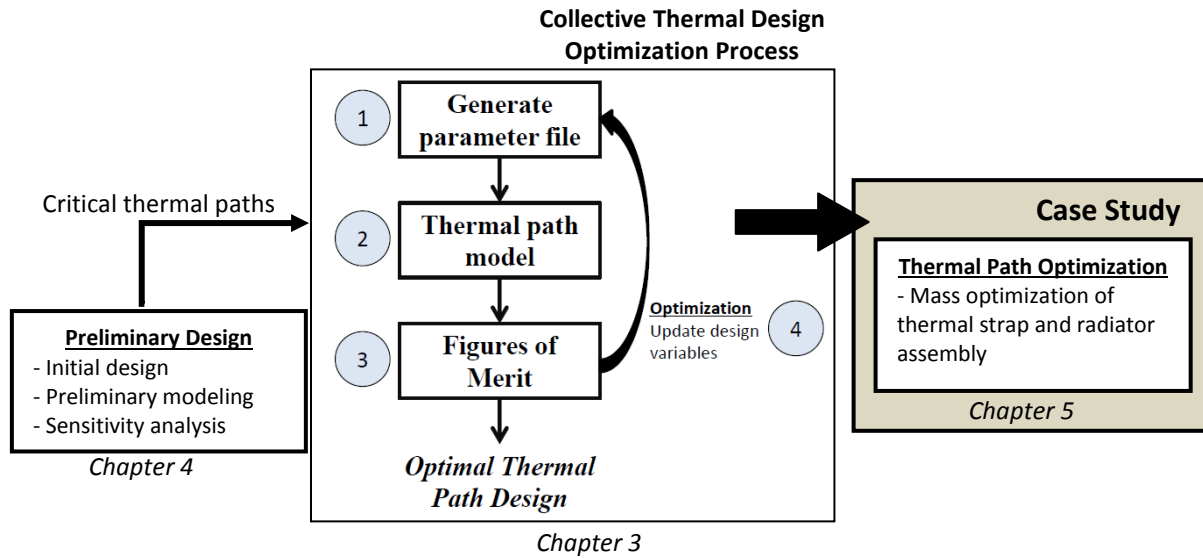 Collective Thermal Design
Optimization Process
1
Generate
parameter file
Critical thermal paths
2
Thermal path
model
3
Figures of
Merit
Optimization
Update design
variables
4
Optimal Thermal
Path Design
Chapter 3
Preliminary Design
- Initial design
- Preliminary modeling
- Sensitivity analysis
Chapter 4
Case Study
Thermal Path Optimization
- Mass optimization of
thermal strap and radiator
assembly
Chapter 5